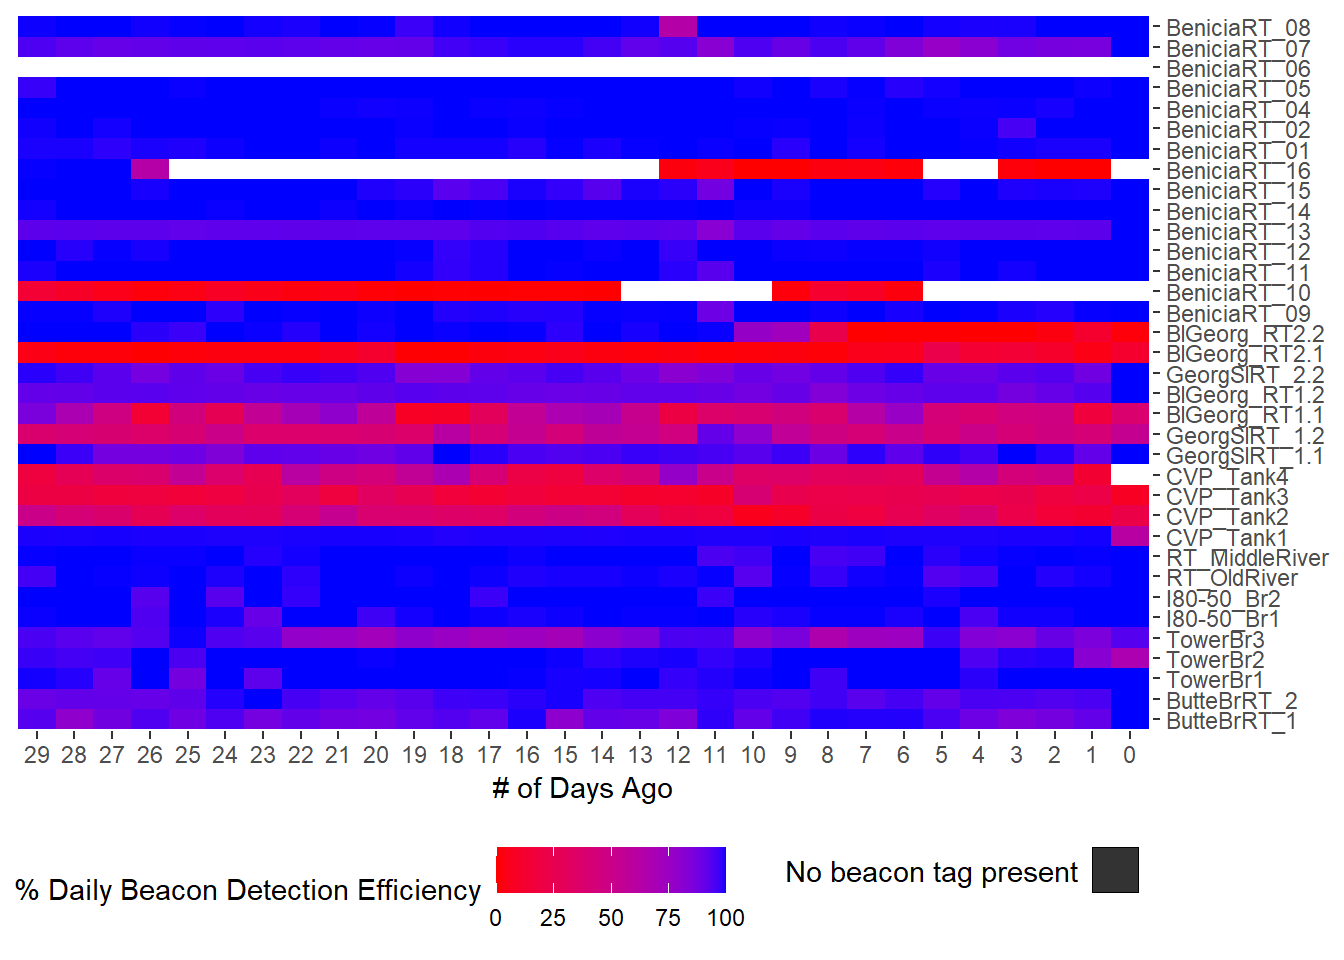 BeniciaRT_08
BeniciaRT_07
BeniciaRT_06
BeniciaRT_05
BeniciaRT_04
BeniciaRT_02
BeniciaRT_01
BeniciaRT_16
BeniciaRT_15
BeniciaRT_14
BeniciaRT_13
BeniciaRT_12
BeniciaRT_11
BeniciaRT_10
BeniciaRT_09
BlGeorg_RT2.2
BlGeorg_RT2.1
GeorgSlRT_2.2
BlGeorg_RT1.2
BlGeorg_RT1.1
GeorgSlRT_1.2
GeorgSlRT_1.1
CVP_Tank4
CVP_Tank3
CVP_Tank2
CVP_Tank1
RT_MiddleRiver
RT_OldRiver
I80-50_Br2
I80-50_Br1
TowerBr3
TowerBr2
TowerBr1
ButteBrRT_2
ButteBrRT_1
29 28 27 26 25 24 23 22 21 20 19 18 17 16 15 14 13 12 11 10 9 8 7 6 5 4 3 2 1 0
# of Days Ago
% Daily Beacon Detection Efficiency
0 25 50 75 100
No beacon tag present